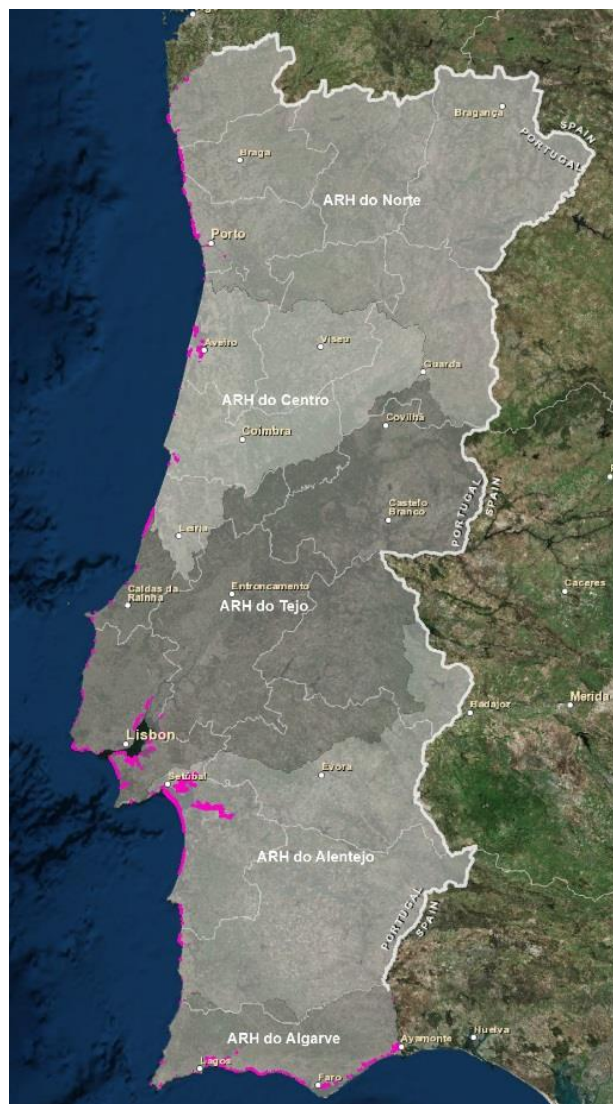 Bragança
SPAIN
PORTUGAL
Braga
ARH do Norte
Porto
Aveiro
Viseu
Guarda
ARH do Centro
Coimbra
Covilhã
Castelo
Branco
PORTUGAL
SPAIN
Leiria
Caldas da
Rainha
Entroncamento
ARH do Tejo
Cáceres
Merida
Badajoz
Lisbon
Setúbal
Evora
ARH do Alentejo
PORTUGAL
SPAIN
ARH do Algarve
Ayamonte
Huelva
Lagos
Faro